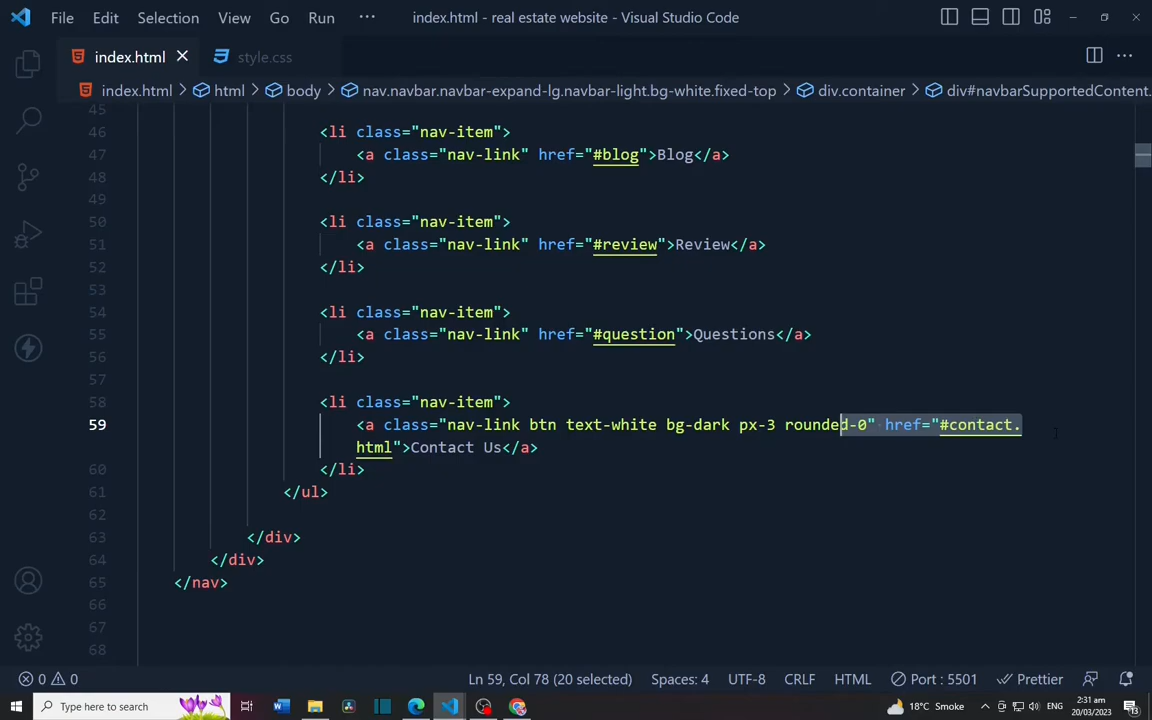 File Edit Selection View Go Run ··· index.html - real estate website - Visual Studio Code
index.html style.css
index.html > html > body > nav.navbar.navbar-expand-lg.navbar-light.bg-white.fixed-top > div.container > div#navbarSupportedContent.
45
46 <li class="nav-item">
47 <a class="nav-link" href="#blog">Blog</a>
48 </li>
49
50 <li class="nav-item">
51 <a class="nav-link" href="#review">Review</a>
52 </li>
53
54 <li class="nav-item">
55 <a class="nav-link" href="#question">Questions</a>
56 </li>
57
58 <li class="nav-item">
59 <a class="nav-link btn text-white bg-dark px-3 rounded-0" href="#contact.
html">Contact Us</a>
60 </li>
61 </ul>
62
63 </div>
64 </div>
65 </nav>
66
67
68
0 0 Ln 59, Col 78 (20 selected) Spaces: 4 UTF-8 CRLF HTML Port : 5501 Prettier
Type here to search 18°C Smoke ENG 2:31 am 20/03/2023 13